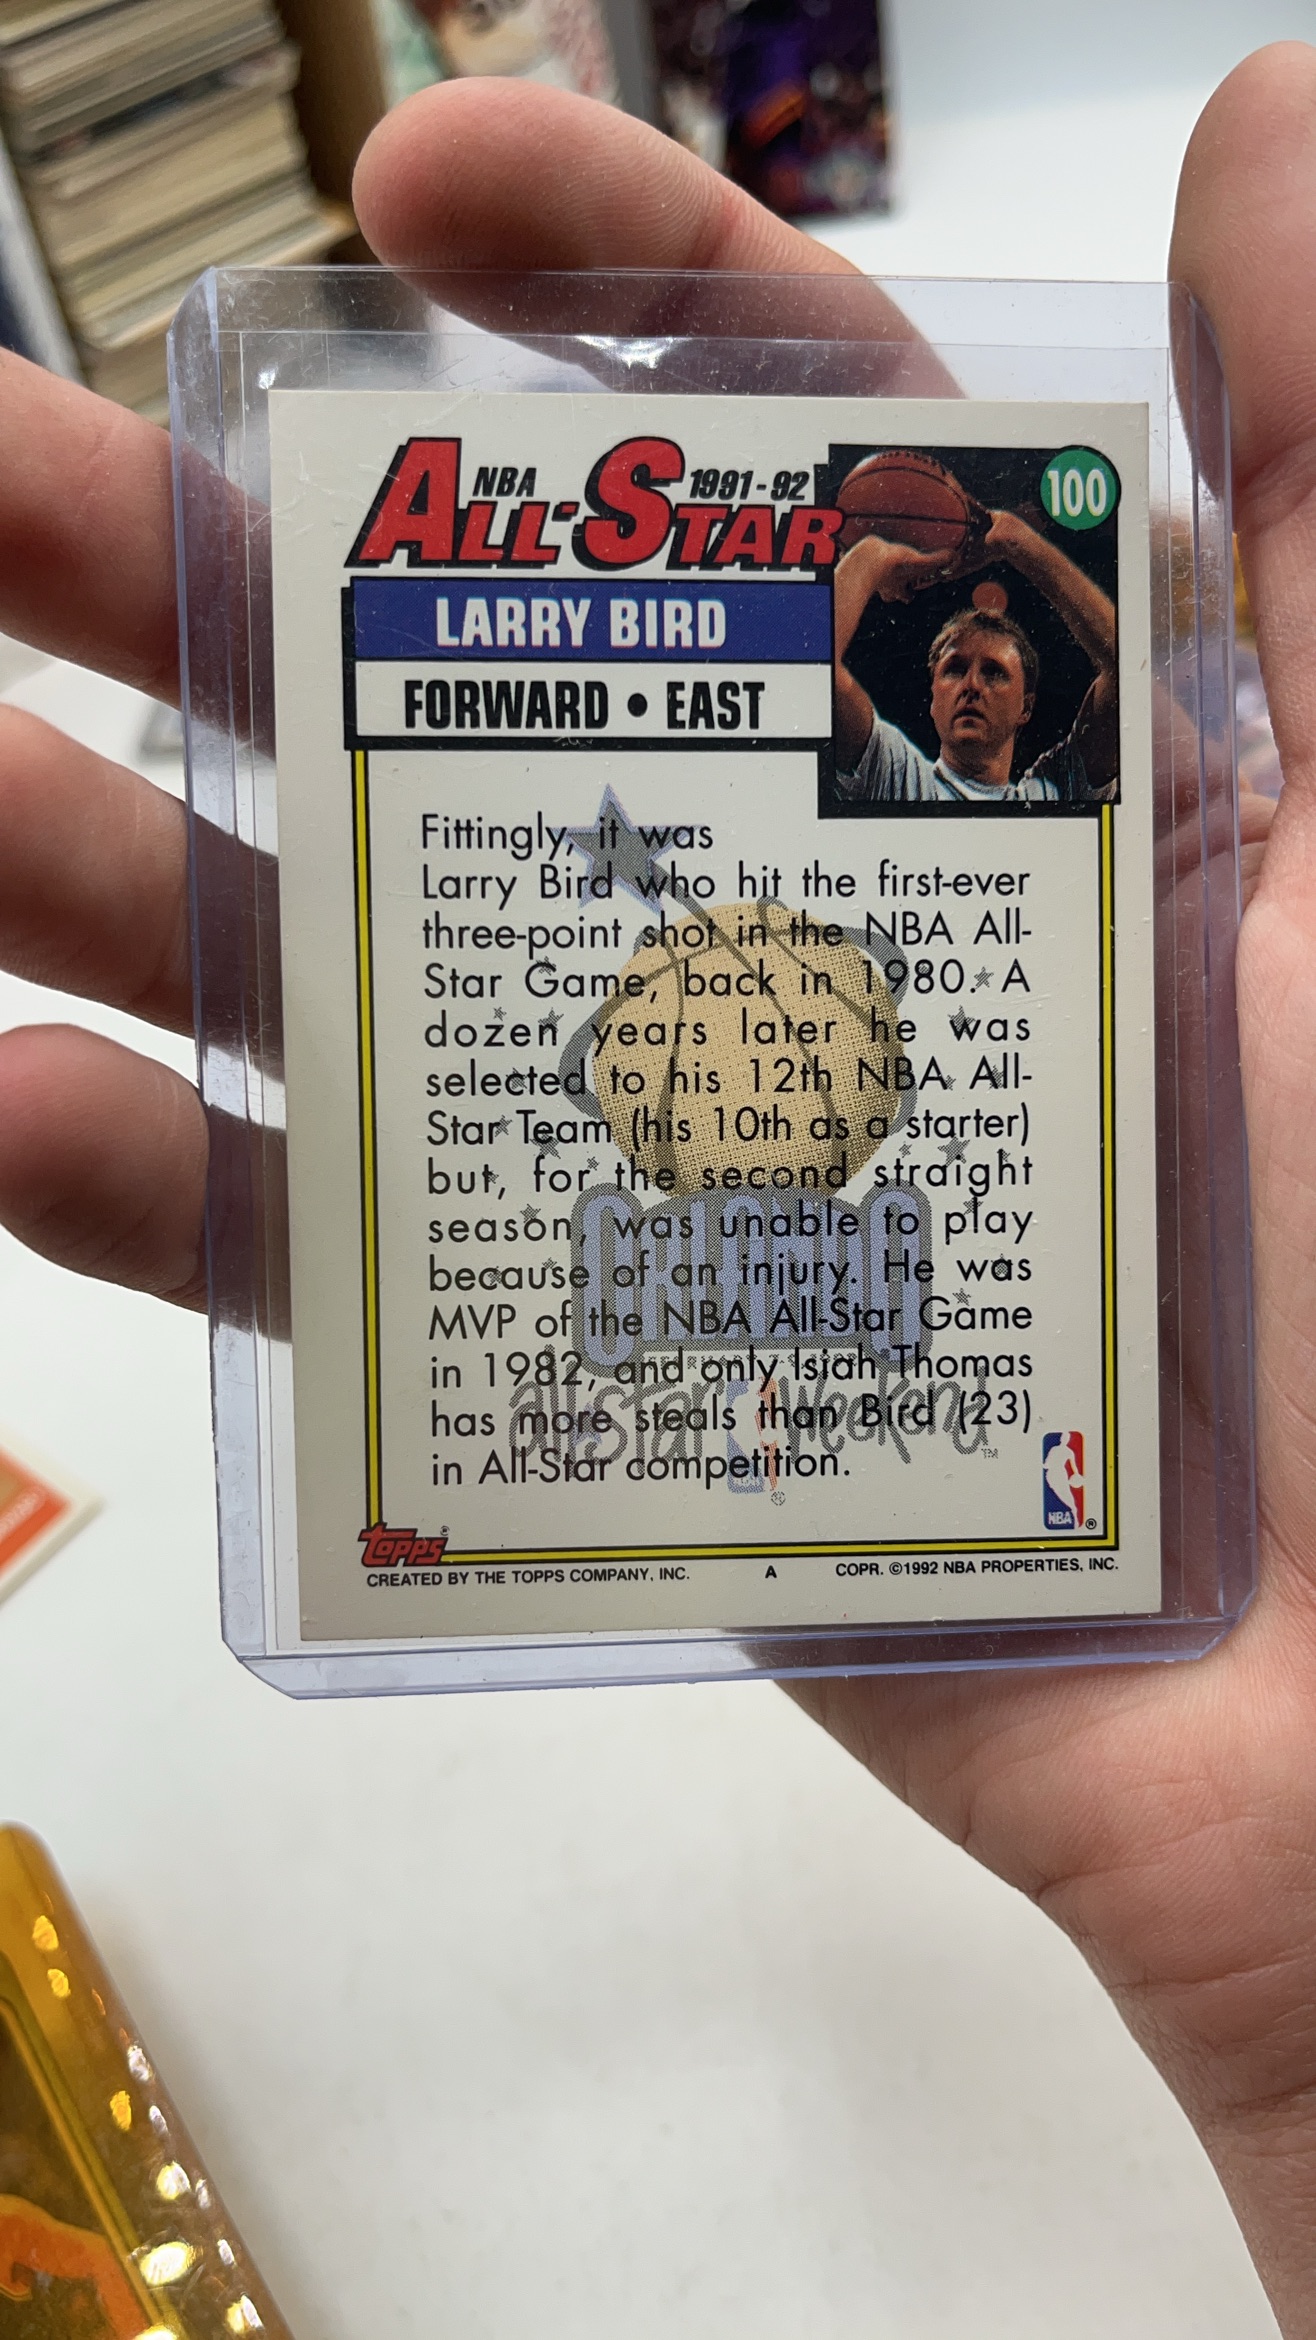 NBA 1991-92
ALL-STAR
100
LARRY BIRD
FORWARD • EAST
Fittingly, it was
Larry Bird who hit the first-ever
three-point shot in the NBA All-
Star Game, back in 1980. A
dozen years later he was
selected to his 12th NBA All-
Star Team (his 10th as a starter)
but, for the second straight
season, was unable to play
because of an injury. He was
MVP of the NBA All-Star Game
in 1982, and only Isiah Thomas
has more steals than Bird (23)
in All-Star competition.
ORLANDO
all-star Weekend™
NBA ®
topps®
CREATED BY THE TOPPS COMPANY, INC. A COPR. ©1992 NBA PROPERTIES, INC.